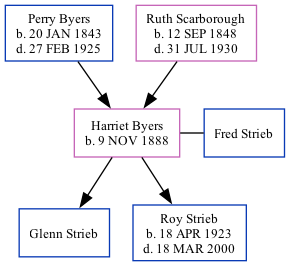 Perry Byers
b. 20 JAN 1843
d. 27 FEB 1925
Ruth Scarborough
b. 12 SEP 1848
d. 31 JUL 1930
Harriet Byers
b. 9 NOV 1888
Fred Strieb
Glenn Strieb
Roy Strieb
b. 18 APR 1923
d. 18 MAR 2000